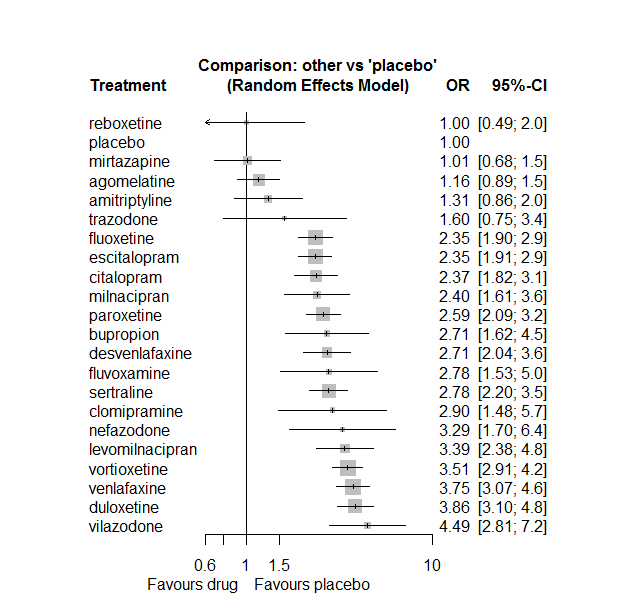 Comparison: other vs 'placebo'
Treatment (Random Effects Model) OR 95%-CI
reboxetine 1.00 [0.49; 2.0]
placebo 1.00
mirtazapine 1.01 [0.68; 1.5]
agomelatine 1.16 [0.89; 1.5]
amitriptyline 1.31 [0.86; 2.0]
trazodone 1.60 [0.75; 3.4]
fluoxetine 2.35 [1.90; 2.9]
escitalopram 2.35 [1.91; 2.9]
citalopram 2.37 [1.82; 3.1]
milnacipran 2.40 [1.61; 3.6]
paroxetine 2.59 [2.09; 3.2]
bupropion 2.71 [1.62; 4.5]
desvenlafaxine 2.71 [2.04; 3.6]
fluvoxamine 2.78 [1.53; 5.0]
sertraline 2.78 [2.20; 3.5]
clomipramine 2.90 [1.48; 5.7]
nefazodone 3.29 [1.70; 6.4]
levomilnacipran 3.39 [2.38; 4.8]
vortioxetine 3.51 [2.91; 4.2]
venlafaxine 3.75 [3.07; 4.6]
duloxetine 3.86 [3.10; 4.8]
vilazodone 4.49 [2.81; 7.2]
0.6 1 1.5 10
Favours drug Favours placebo